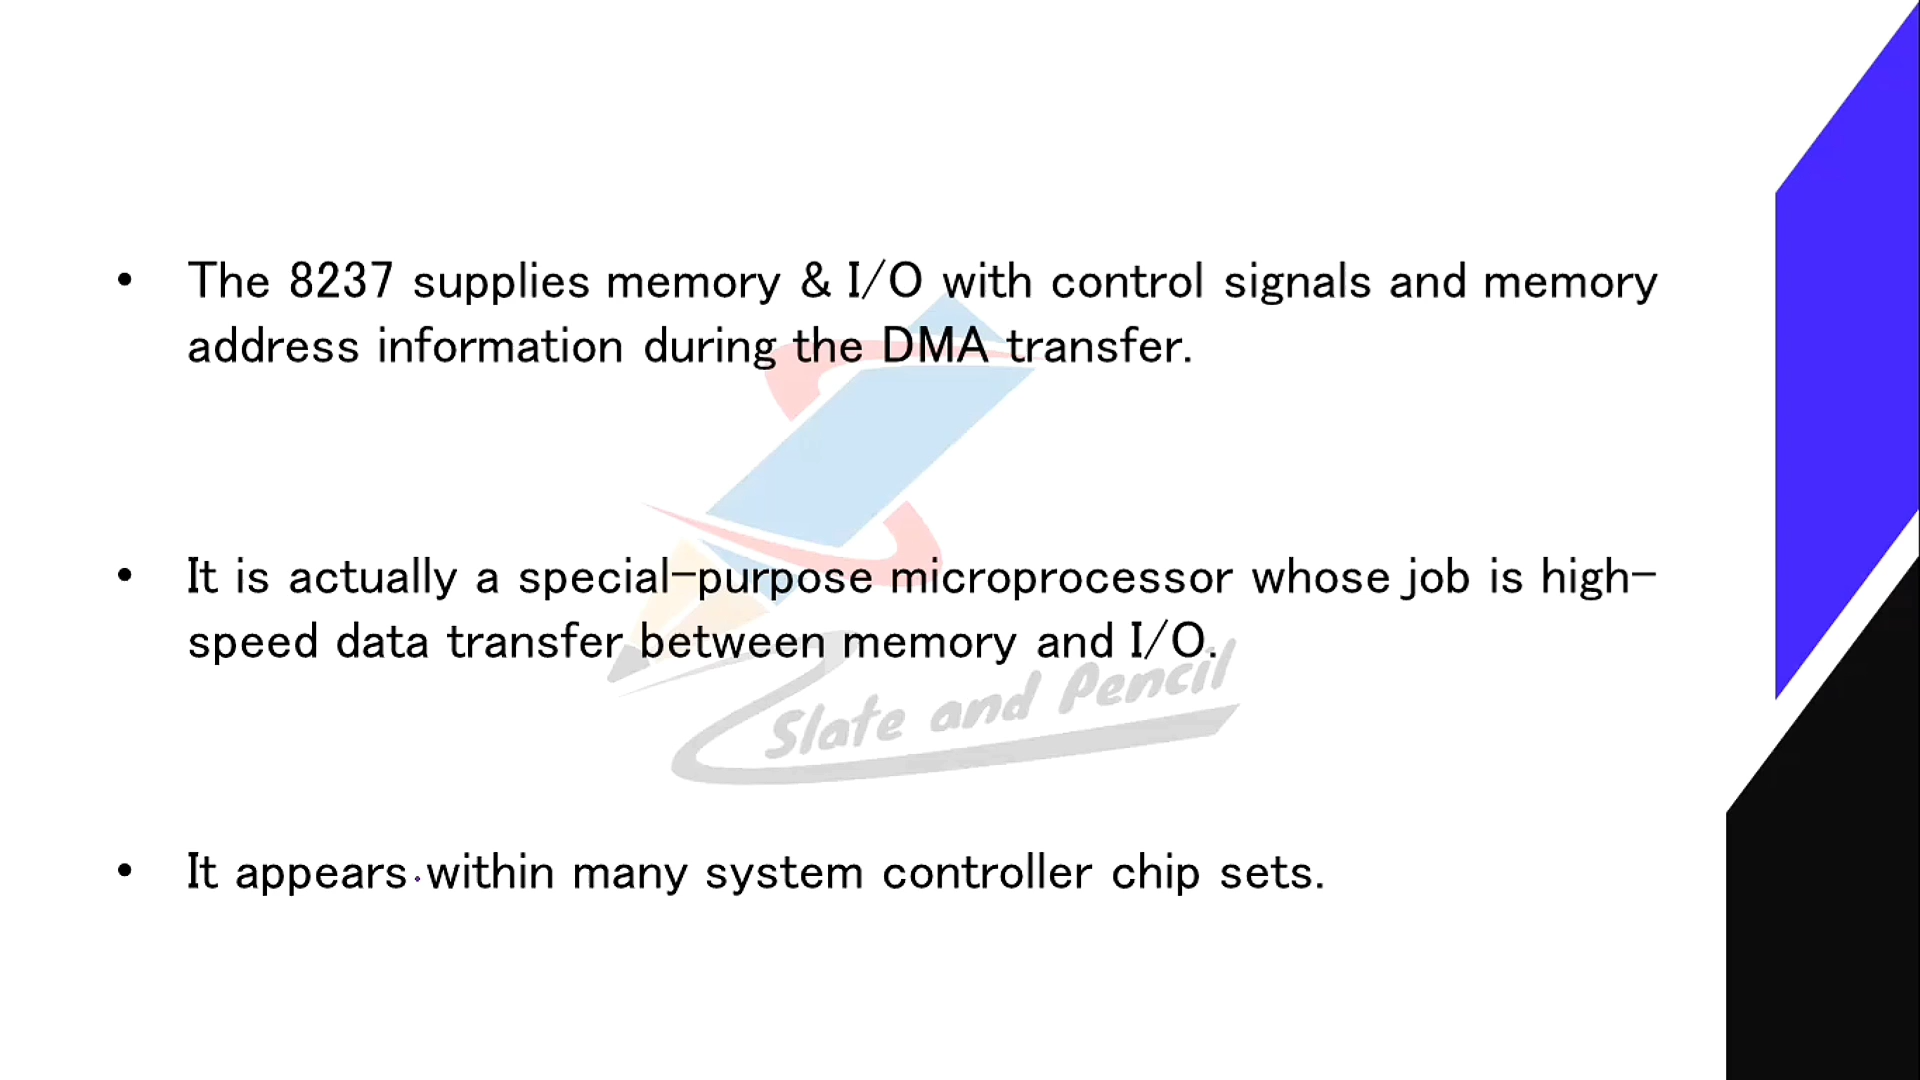 • The 8237 supplies memory & I/O with control signals and memory
address information during the DMA transfer.
• It is actually a special-purpose microprocessor whose job is high-
speed data transfer between memory and I/O.
Slate and Pencil
• It appears within many system controller chip sets.